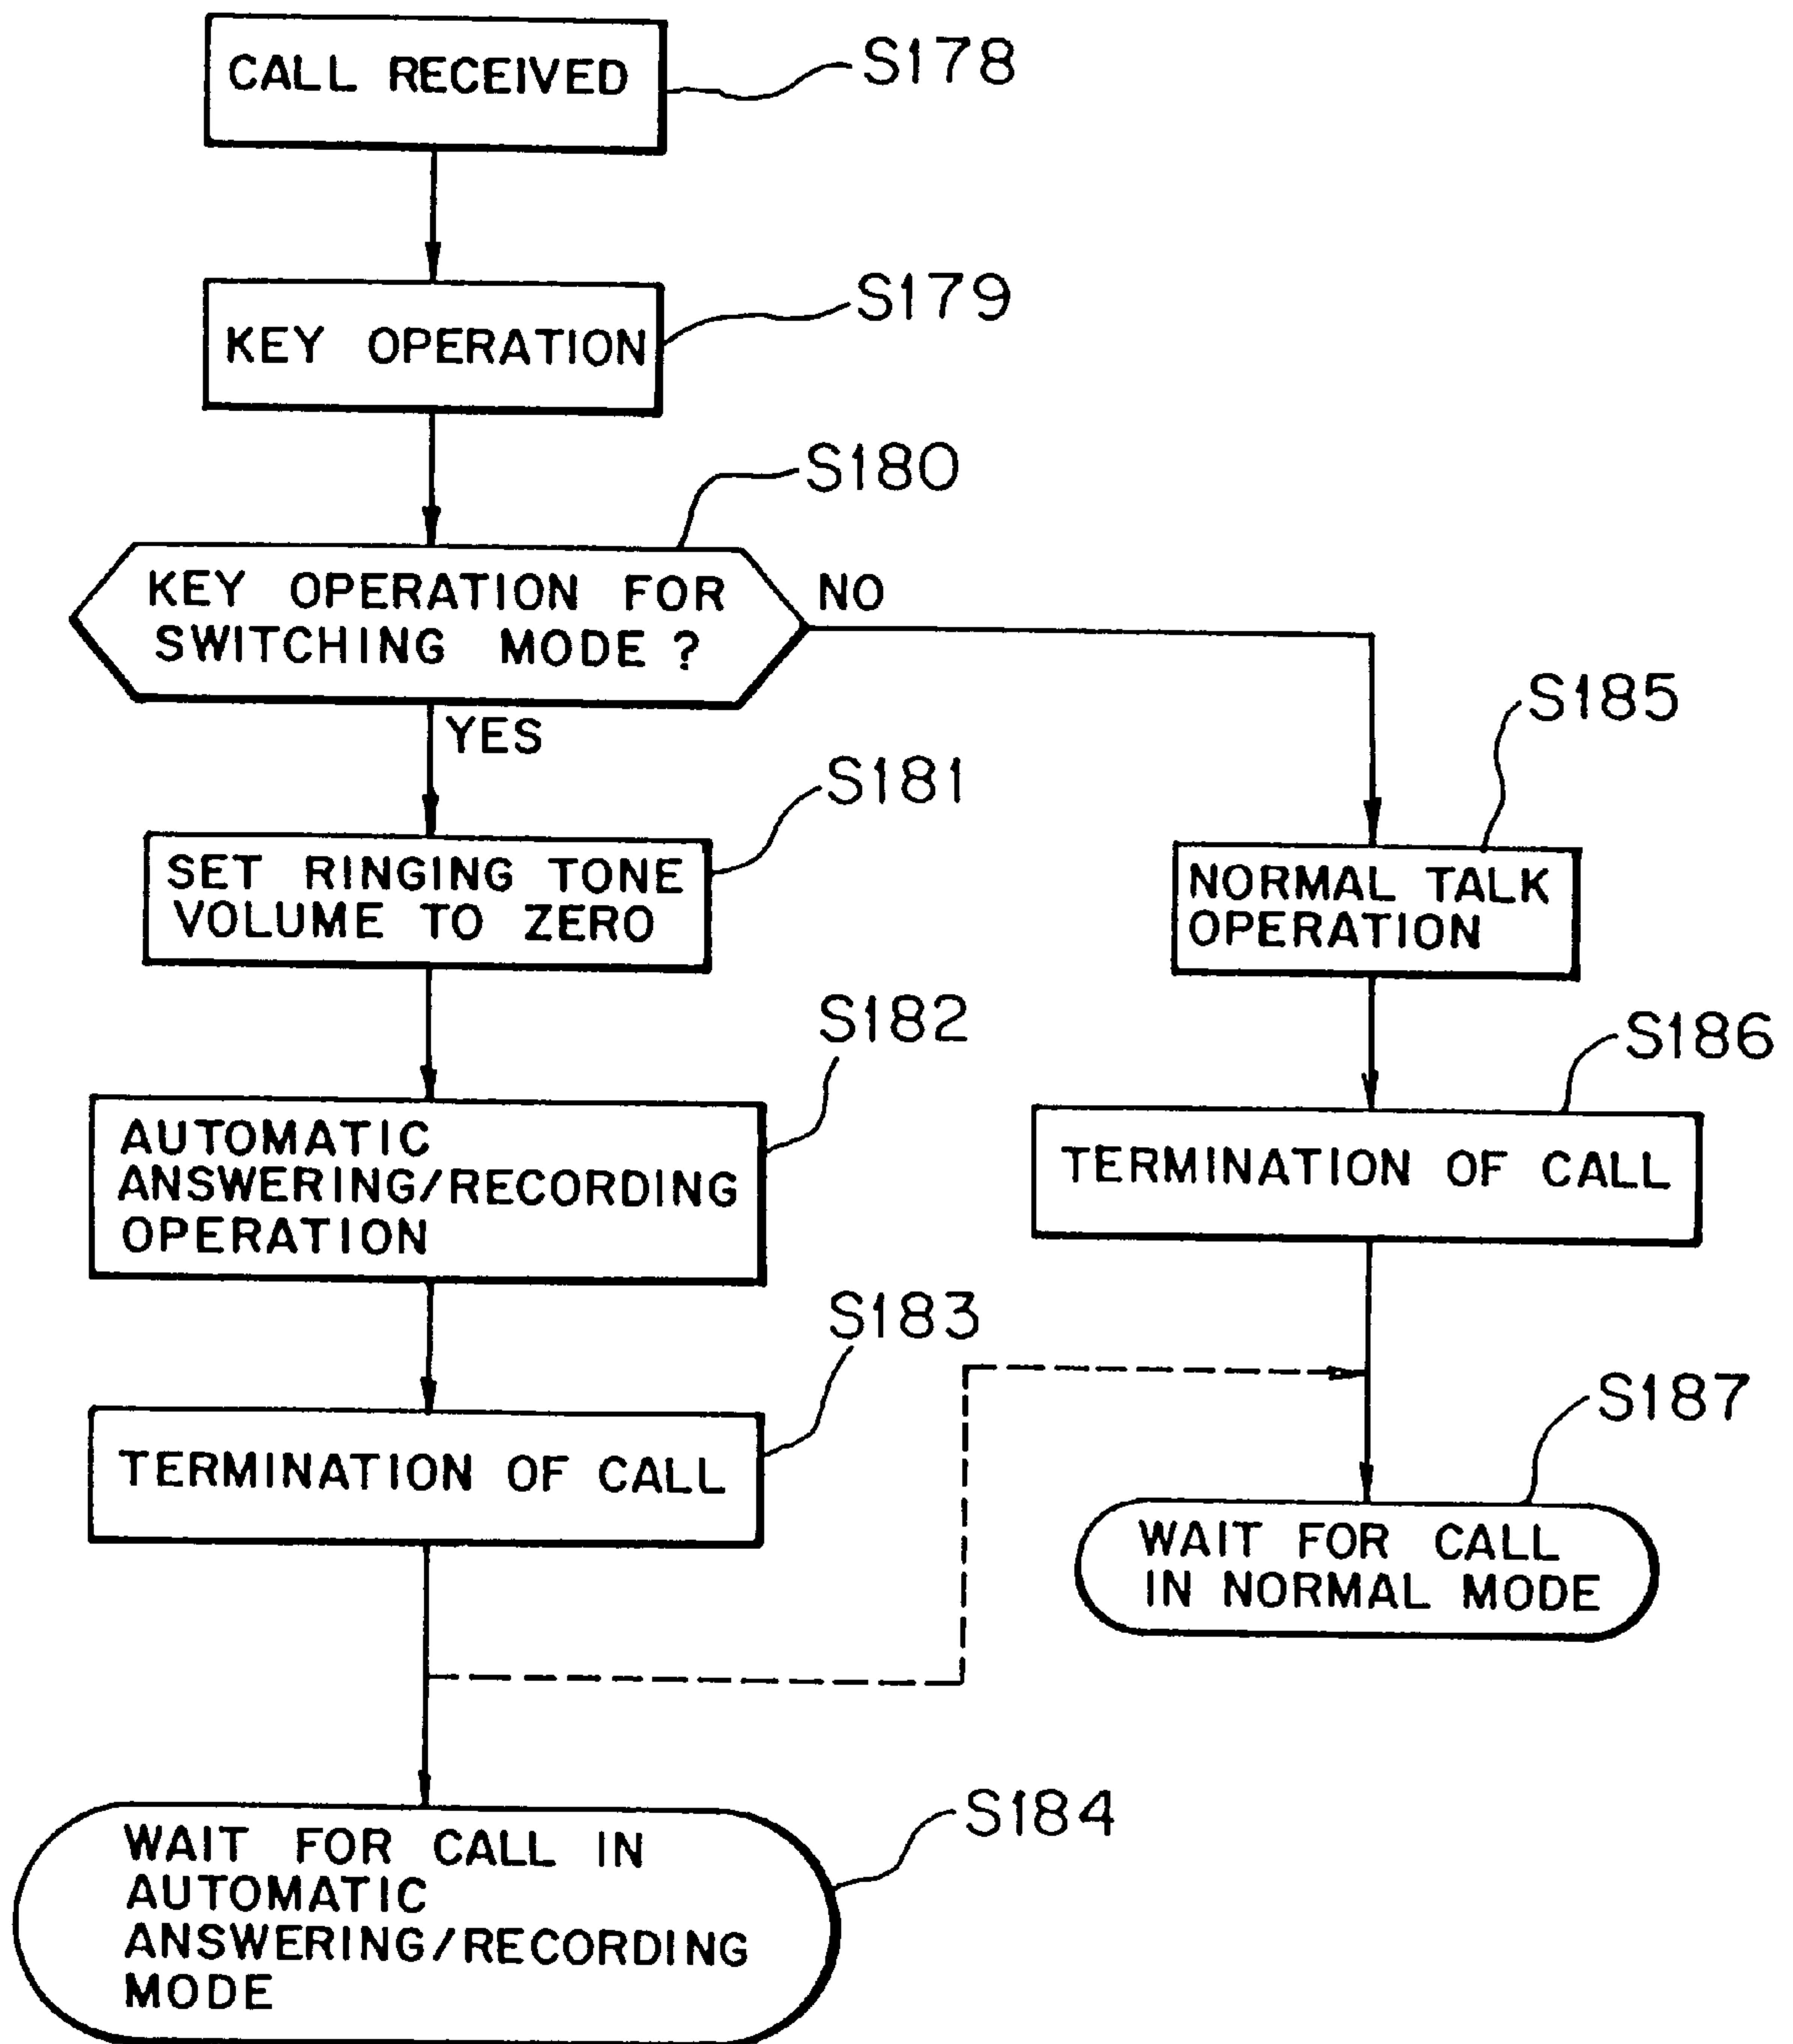 CALL RECEIVED
S178
KEY OPERATION
S179
S180
KEY OPERATION FOR
SWITCHING MODE ?
NO
YES
S181
SET RINGING TONE
VOLUME TO ZERO
S182
AUTOMATIC
ANSWERING/RECORDING
OPERATION
S183
TERMINATION OF CALL
S184
WAIT FOR CALL IN
AUTOMATIC
ANSWERING/RECORDING
MODE
S185
NORMAL TALK
OPERATION
S186
TERMINATION OF CALL
S187
WAIT FOR CALL
IN NORMAL MODE